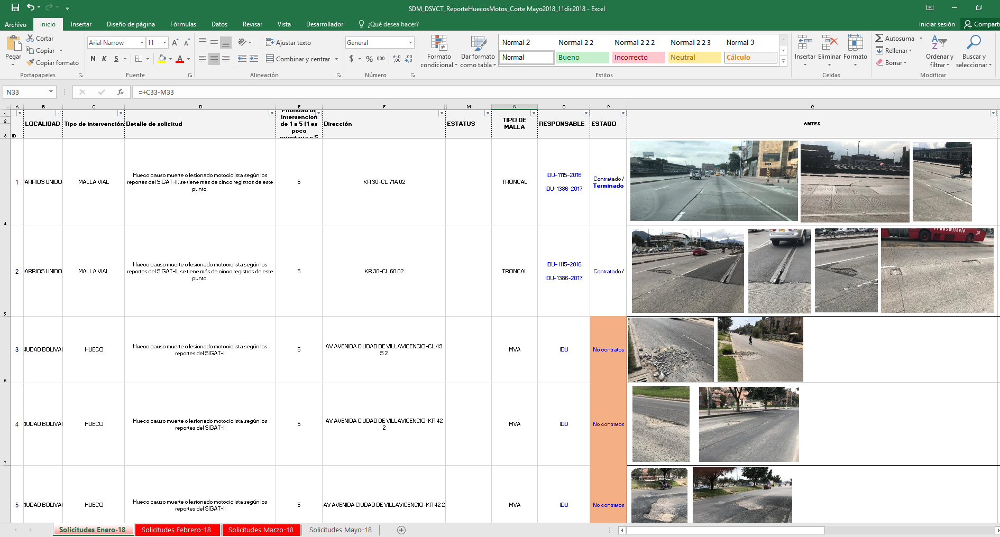 SDM_DSVCT_ReporteHuecosMotos_Corte Mayo2018_11dic2018 - Excel
Archivo Inicio Insertar Diseño de página Fórmulas Datos Revisar Vista Desarrollador ¿Qué desea hacer? Iniciar sesión Comparti
Pegar
Cortar
Copiar
Copiar formato
Portapapeles
Arial Narrow 11
N K S
Fuente
Ajustar texto
Combinar y centrar
Alineación
General
$ % 000
Número
Formato condicional
Dar formato como tabla
Normal 2 Normal 2 2 Normal 2 2 2 Normal 2 2 3 Normal 3
Normal Bueno Incorrecto Neutral Cálculo
Estilos
Insertar Eliminar Formato
Celdas
Autosuma
Rellenar
Borrar
Ordenar y filtrar
Buscar y seleccionar
Modificar
N33 fx =+C33-M33
A B C D E F M N O P Q
1
2
3
ID
LOCALIDAD
Tipo de intervención
Detalle de solicitud
Prioridad de
intervencion
de 1 a 5 (1 es
poco
prioritaria y 5
Dirección
ESTATUS
TIPO DE
MALLA
RESPONSABLE
ESTADO
ANTES
4
1
BARRIOS UNIDO
MALLA VIAL
Hueco causo muerte o lesionado motociclista según los
reportes del SIGAT-II, se tiene más de cinco registros de este
punto.
5
KR 30-CL 71A 02
TRONCAL
IDU-1115-2016
IDU-1386-2017
Contratado /
Terminado
5
2
BARRIOS UNIDO
MALLA VIAL
Hueco causo muerte o lesionado motociclista según los
reportes del SIGAT-II, se tiene más de cinco registros de este
punto.
5
KR 30-CL 60 02
TRONCAL
IDU-1115-2016
IDU-1386-2017
Contratado /
Transmilenio
6
3
CIUDAD BOLIVAR
HUECO
Hueco causo muerte o lesionado motociclista según los
reportes del SIGAT-II
5
AV AVENIDA CIUDAD DE VILLAVICENCIO-CL 49
S 2
MVA
IDU
No contratos
7
4
CIUDAD BOLIVAR
HUECO
Hueco causo muerte o lesionado motociclista según los
reportes del SIGAT-II
5
AV AVENIDA CIUDAD DE VILLAVICENCIO-KR 42
2
MVA
IDU
No contratos
5
CIUDAD BOLIVAR
HUECO
Hueco causo muerte o lesionado motociclista según los
reportes del SIGAT-II
5
AV AVENIDA CIUDAD DE VILLAVICENCIO-KR 42 2
MVA
IDU
No contratos
Solicitudes Enero-18 Solicitudes Febrero-18 Solicitudes Marzo-18 Solicitudes Mayo-18